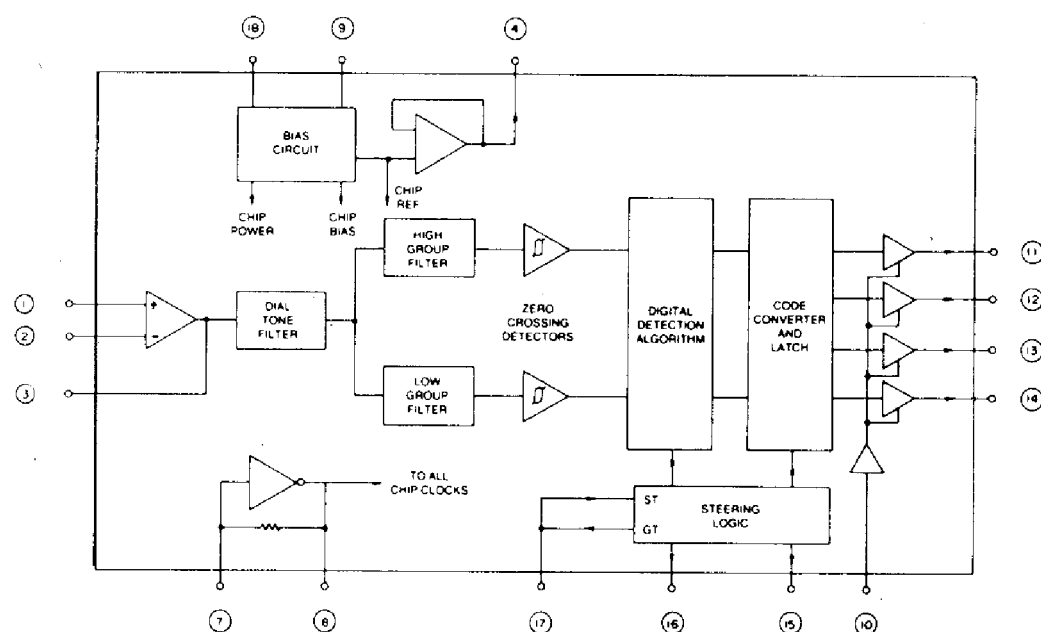 18 9 4
BIAS
CIRCUIT
CHIP
REF
CHIP
POWER
CHIP
BIAS
HIGH
GROUP
FILTER
11
1
+
DIAL
TONE
FILTER
ZERO
CROSSING
DETECTORS
DIGITAL
DETECTION
ALGORITHM
CODE
CONVERTER
AND
LATCH
12
2
-
13
3
LOW
GROUP
FILTER
14
TO ALL
CHIP CLOCKS
ST
GT
STEERING
LOGIC
7 8 17 16 15 10